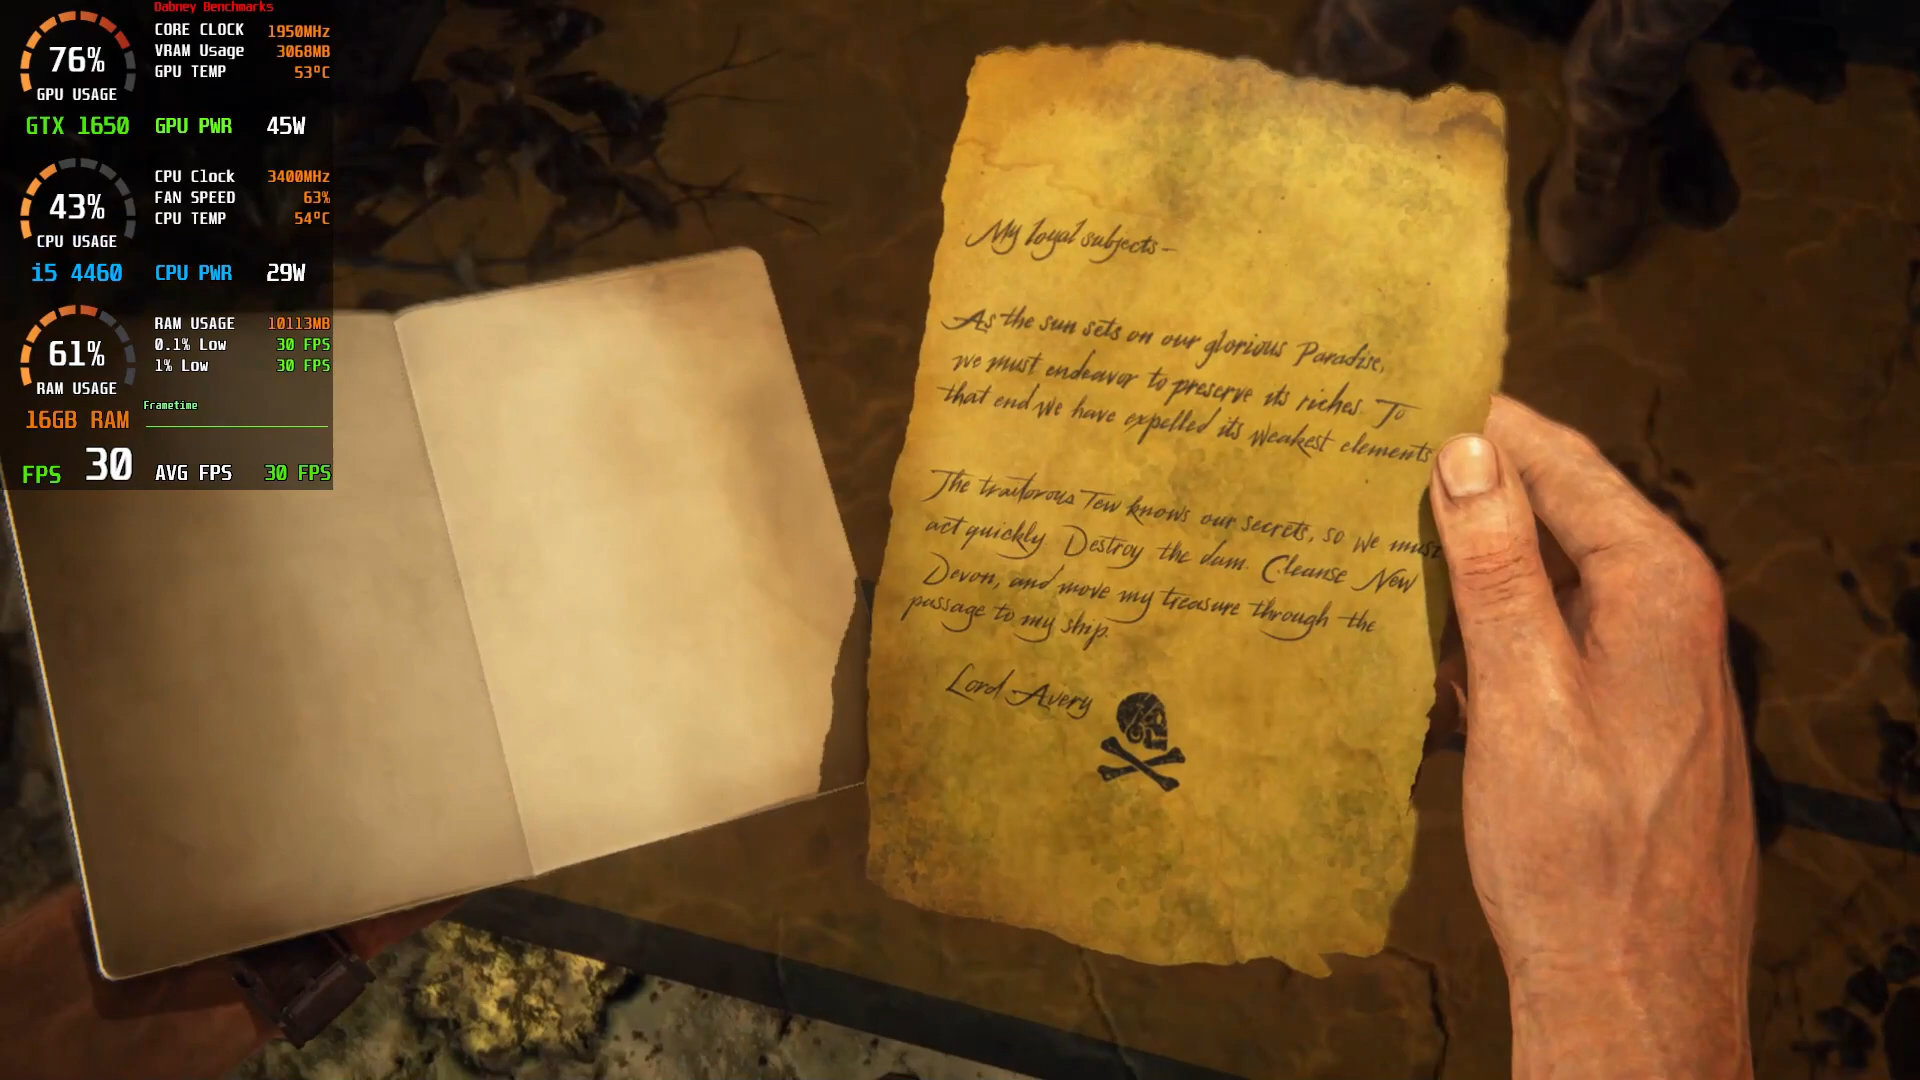 Dabney Benchmarks
76%
GPU USAGE
CORE CLOCK 1950MHz
VRAM Usage 3068MB
GPU TEMP 53ºC
GTX 1650 GPU PWR 45W
43%
CPU USAGE
CPU Clock 3400MHz
FAN SPEED 63%
CPU TEMP 54ºC
i5 4460 CPU PWR 29W
61%
RAM USAGE
RAM USAGE 10113MB
0.1% Low 30 FPS
1% Low 30 FPS
Frametime
16GB RAM
FPS 30 AVG FPS 30 FPS
My loyal subjects-
As the sun sets on our glorious Paradise,
we must endeavor to preserve its riches. To
that end we have expelled its weakest elements
The traitorous Tew knows our secrets, so we must
act quickly Destroy the dam. Cleanse New
Devon, and move my treasure through the
passage to my ship.
Lord Avery